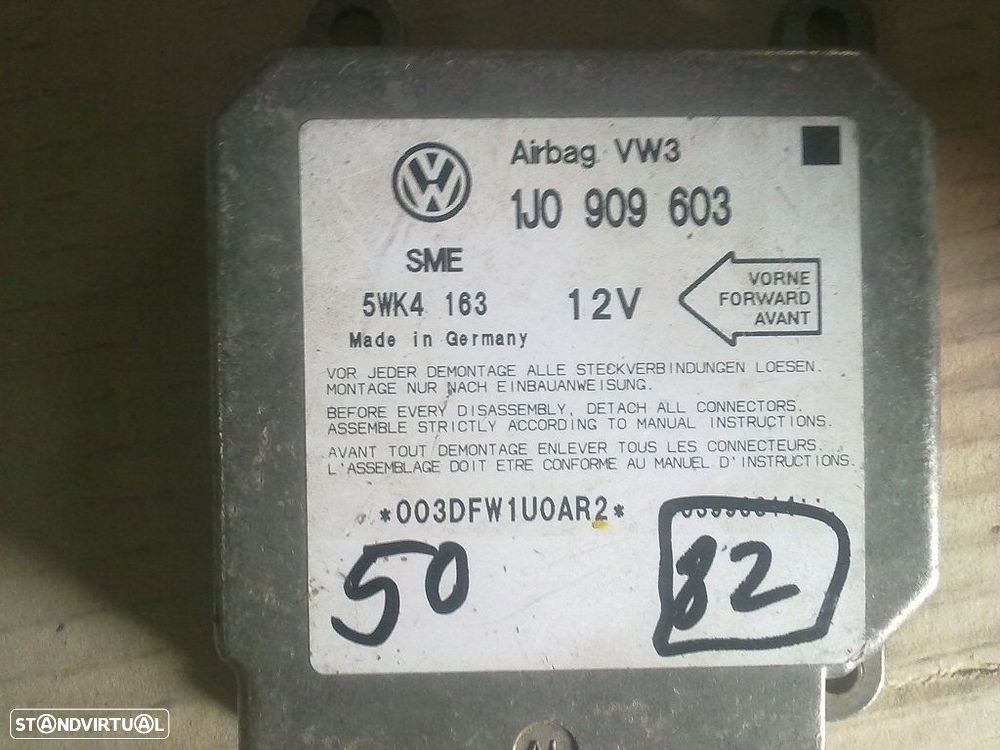 Airbag VW3
1J0 909 603
SME
5WK4 163
12V
Made in Germany
VORNE
FORWARD
AVANT
VOR JEDER DEMONTAGE ALLE STECKVERBINDUNGEN LOESEN.
MONTAGE NUR NACH EINBAUANWEISUNG.
BEFORE EVERY DISASSEMBLY, DETACH ALL CONNECTORS.
ASSEMBLE STRICTLY ACCORDING TO MANUAL INSTRUCTIONS.
AVANT TOUT DEMONTAGE ENLEVER TOUS LES CONNECTEURS.
L'ASSEMBLAGE DOIT ETRE CONFORME AU MANUEL D'INSTRUCTIONS.
*003DFW1U0AR2*
50
82
STANDVIRTUAL